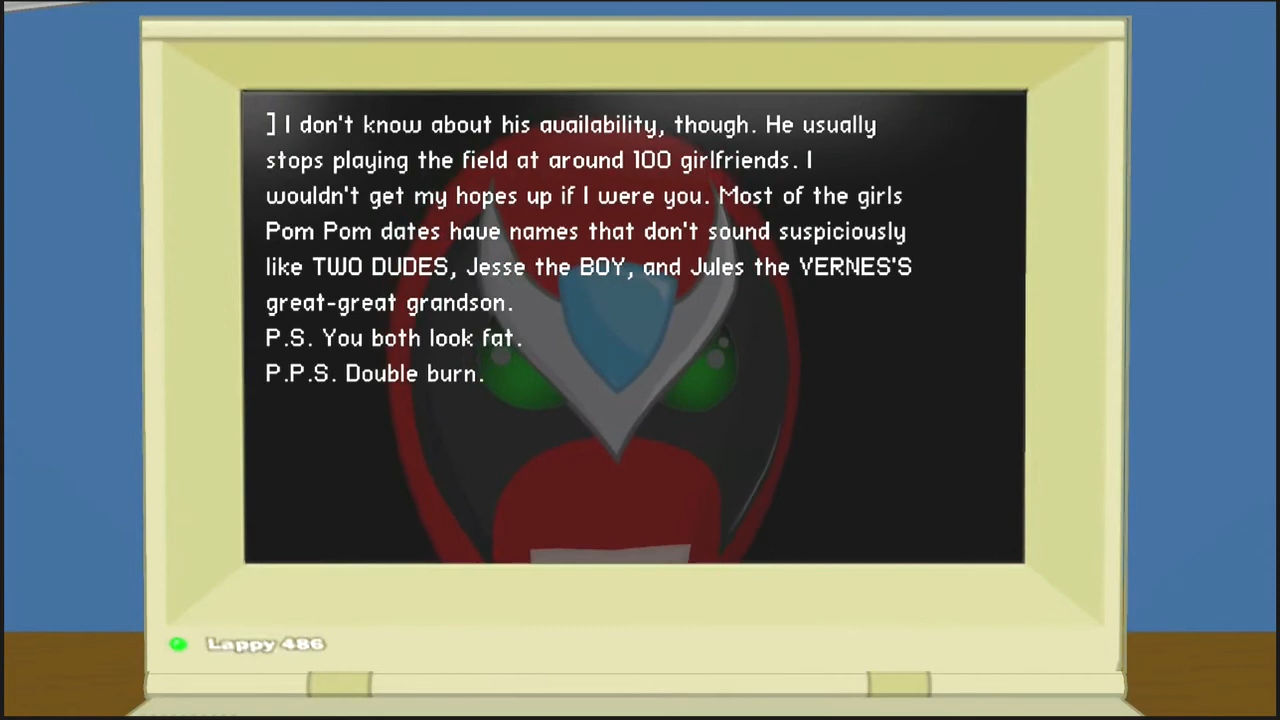 ] I don't know about his availability, though. He usually
stops playing the field at around 100 girlfriends. I
wouldn't get my hopes up if I were you. Most of the girls
Pom Pom dates have names that don't sound suspiciously
like TWO DUDES, Jesse the BOY, and Jules the VERNES'S
great-great grandson.
P.S. You both look fat.
P.P.S. Double burn.
Lappy 486